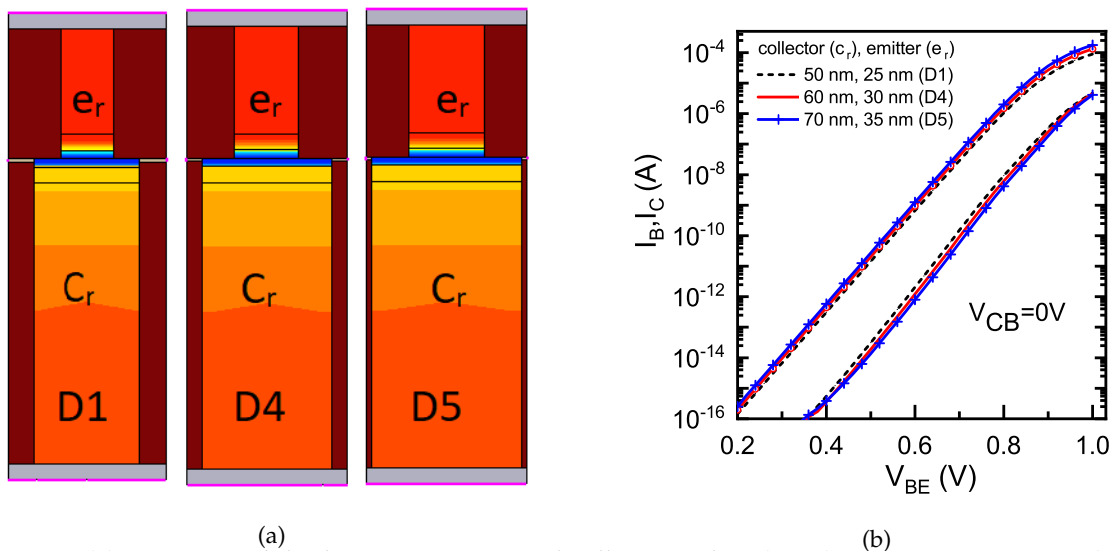 er
er
er
Cr
Cr
Cr
D1
D4
D5
(a)
collector (cr), emitter (er)
50 nm, 25 nm (D1)
60 nm, 30 nm (D4)
70 nm, 35 nm (D5)
10-4
10-6
10-8
10-10
10-12
10-14
10-16
IB,IC (A)
VCB=0V
0.2 0.4 0.6 0.8 1.0
VBE (V)
(b)